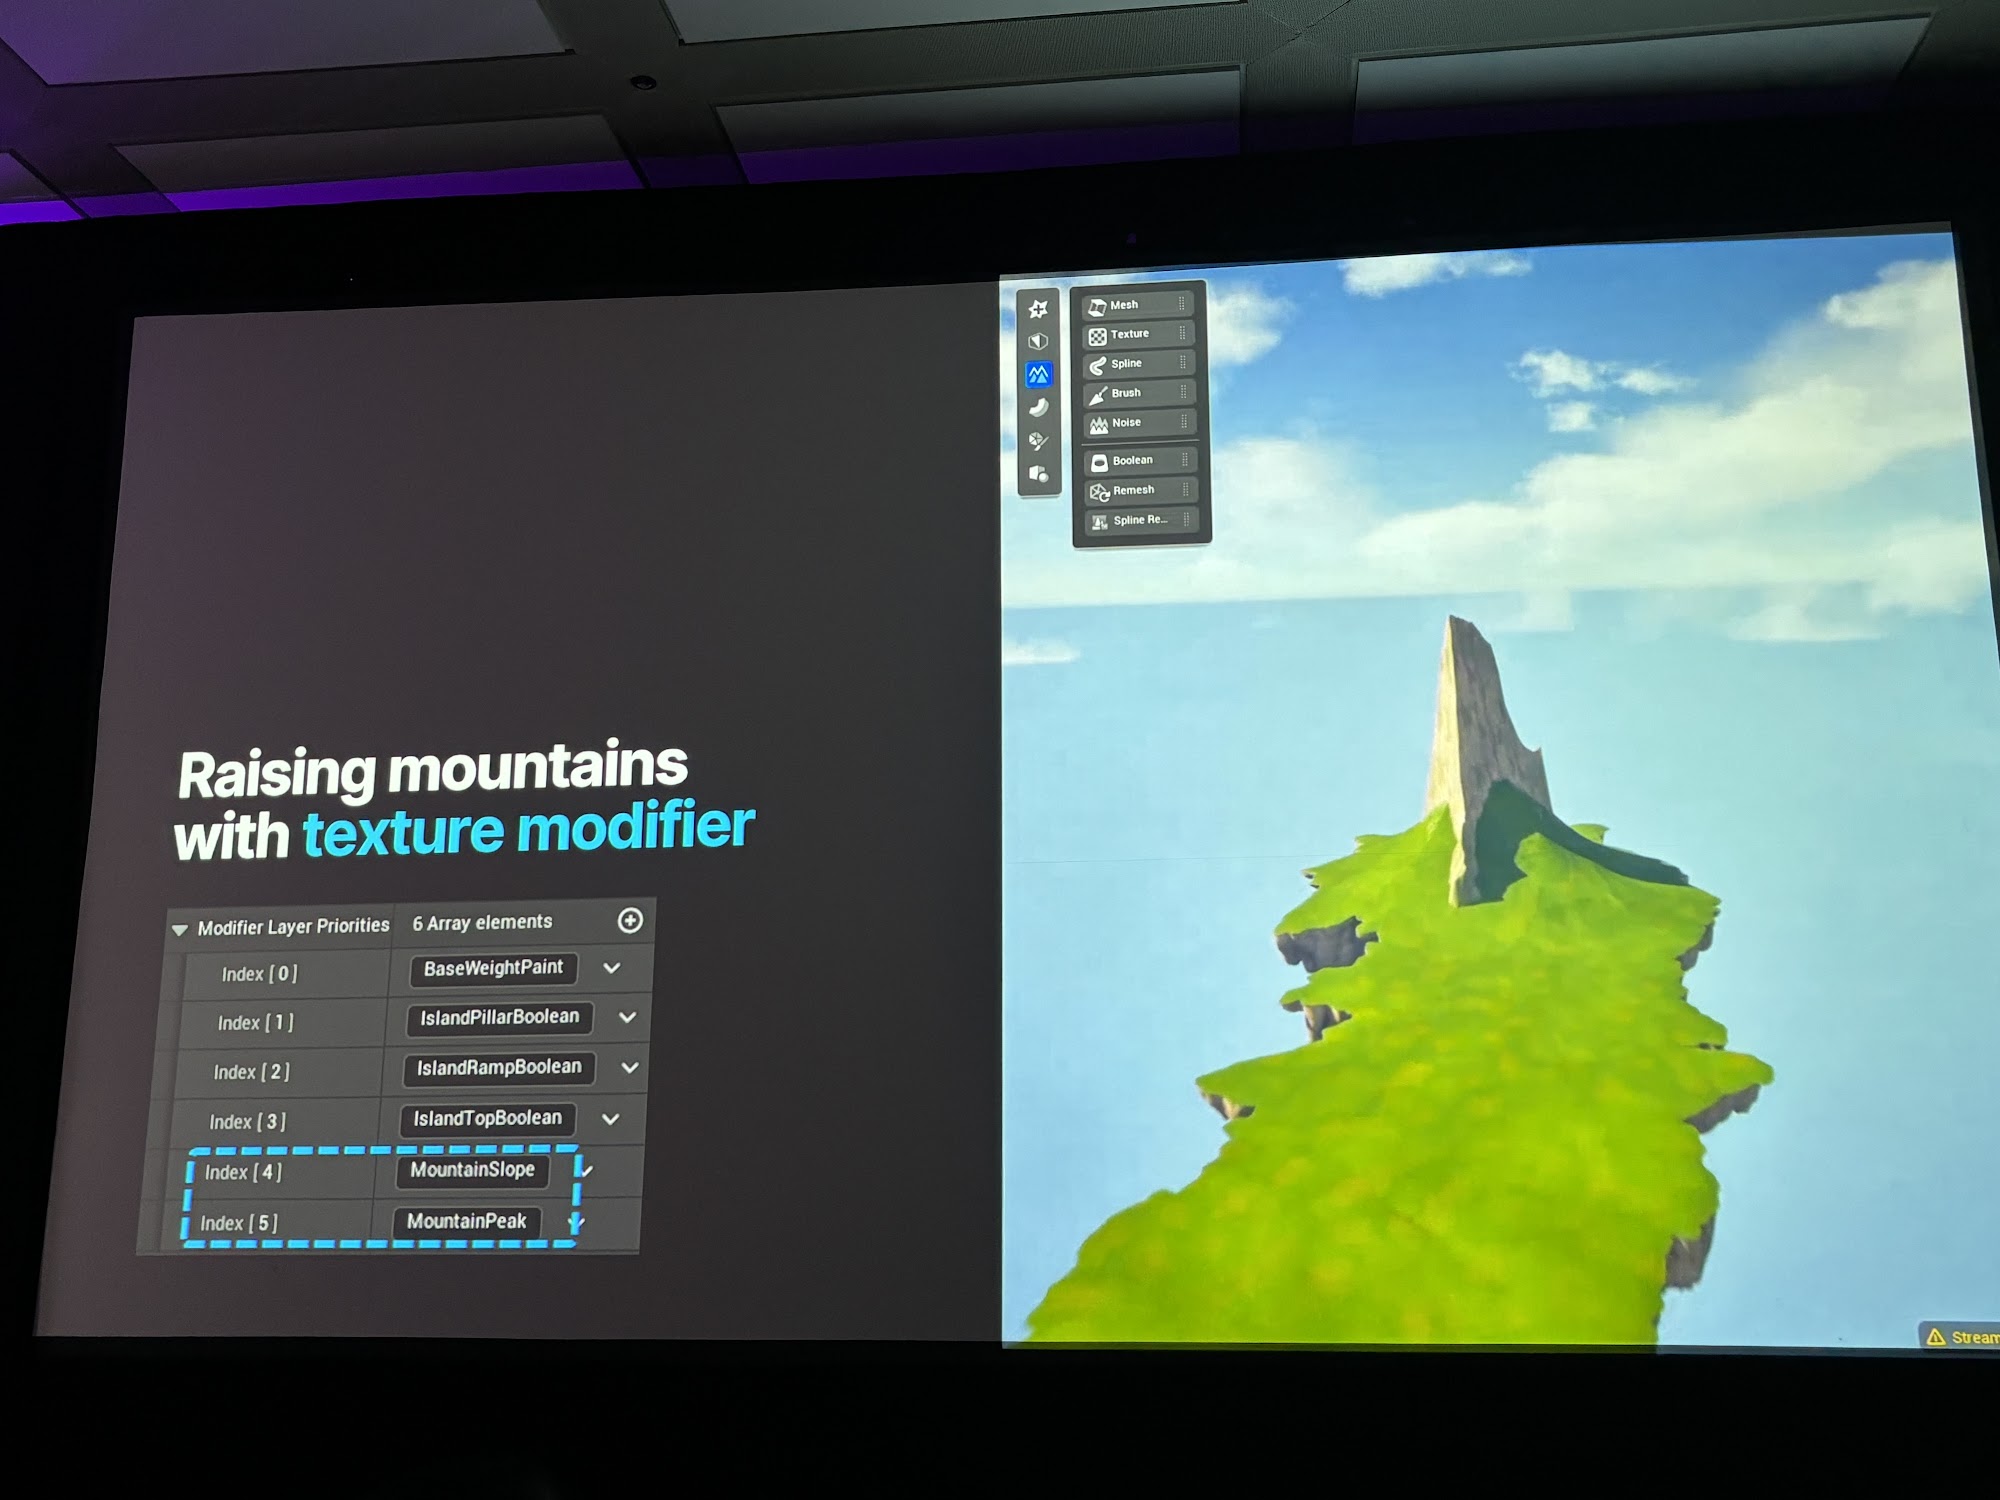 Raising mountains
with texture modifier
Modifier Layer Priorities 6 Array elements
Index [ 0 ] BaseWeightPaint
Index [ 1 ] IslandPillarBoolean
Index [ 2 ] IslandRampBoolean
Index [ 3 ] IslandTopBoolean
Index [ 4 ] MountainSlope
Index [ 5 ] MountainPeak
Mesh
Texture
Spline
Brush
Noise
Boolean
Remesh
Spline Re...
Stream